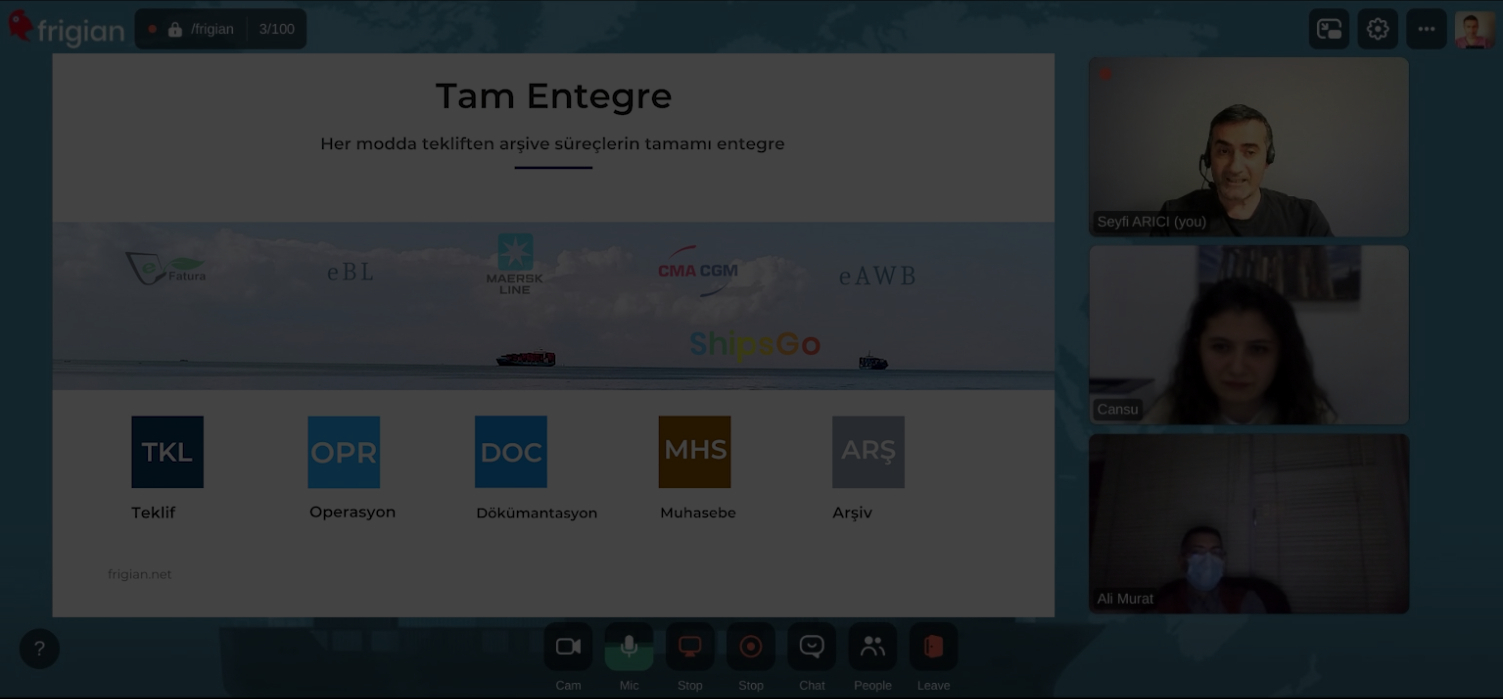 frigian
/frigian
3/100
Tam Entegre
Her modda tekliften arşive süreçlerin tamamı entegre
e Fatura
eBL
MAERSK
LINE
CMA CGM
eAWB
ShipsGo
TKL
OPR
DOC
MHS
ARŞ
Teklif
Operasyon
Dökümantasyon
Muhasebe
Arşiv
frigian.net
Seyfi ARICI (you)
Cansu
Ali Murat
?
Cam
Mic
Stop
Stop
Chat
People
Leave